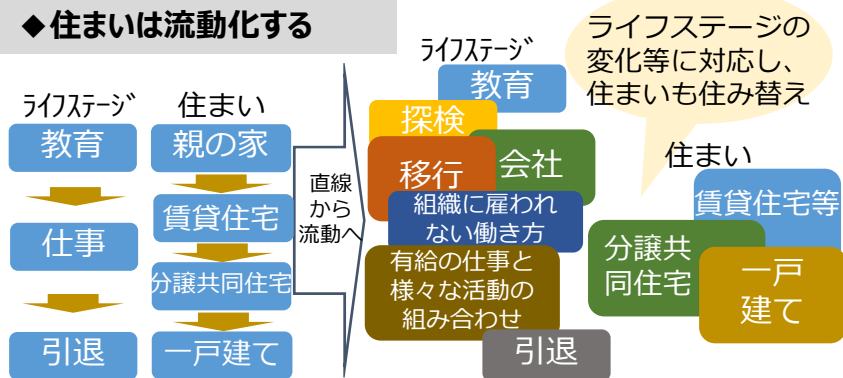 ◆住まいは流動化する
ﾗｲﾌｽﾃｰｼﾞ
教育
仕事
引退
住まい
親の家
賃貸住宅
分譲共同住宅
一戸建て
直線
から
流動へ
ﾗｲﾌｽﾃｰｼﾞ
教育
探検
会社
移行
組織に雇われ
ない働き方
有給の仕事と
様々な活動の
組み合わせ
引退
ライフステージの
変化等に対応し、
住まいも住み替え
住まい
賃貸住宅等
分譲共
同住宅
一戸
建て